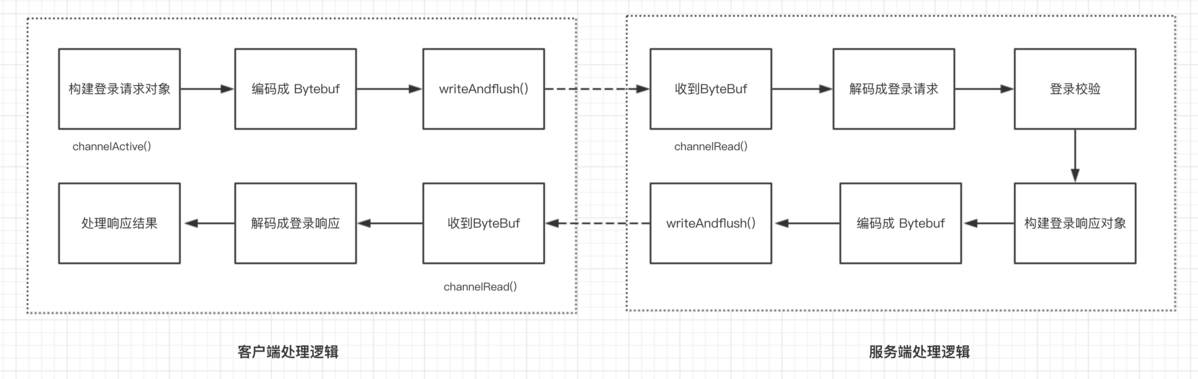 构建登录请求对象
编码成 Bytebuf
writeAndflush()
收到ByteBuf
解码成登录请求
登录校验
channelActive()
channelRead()
处理响应结果
解码成登录响应
收到ByteBuf
writeAndflush()
编码成 Bytebuf
构建登录响应对象
channelRead()
客户端处理逻辑
服务端处理逻辑